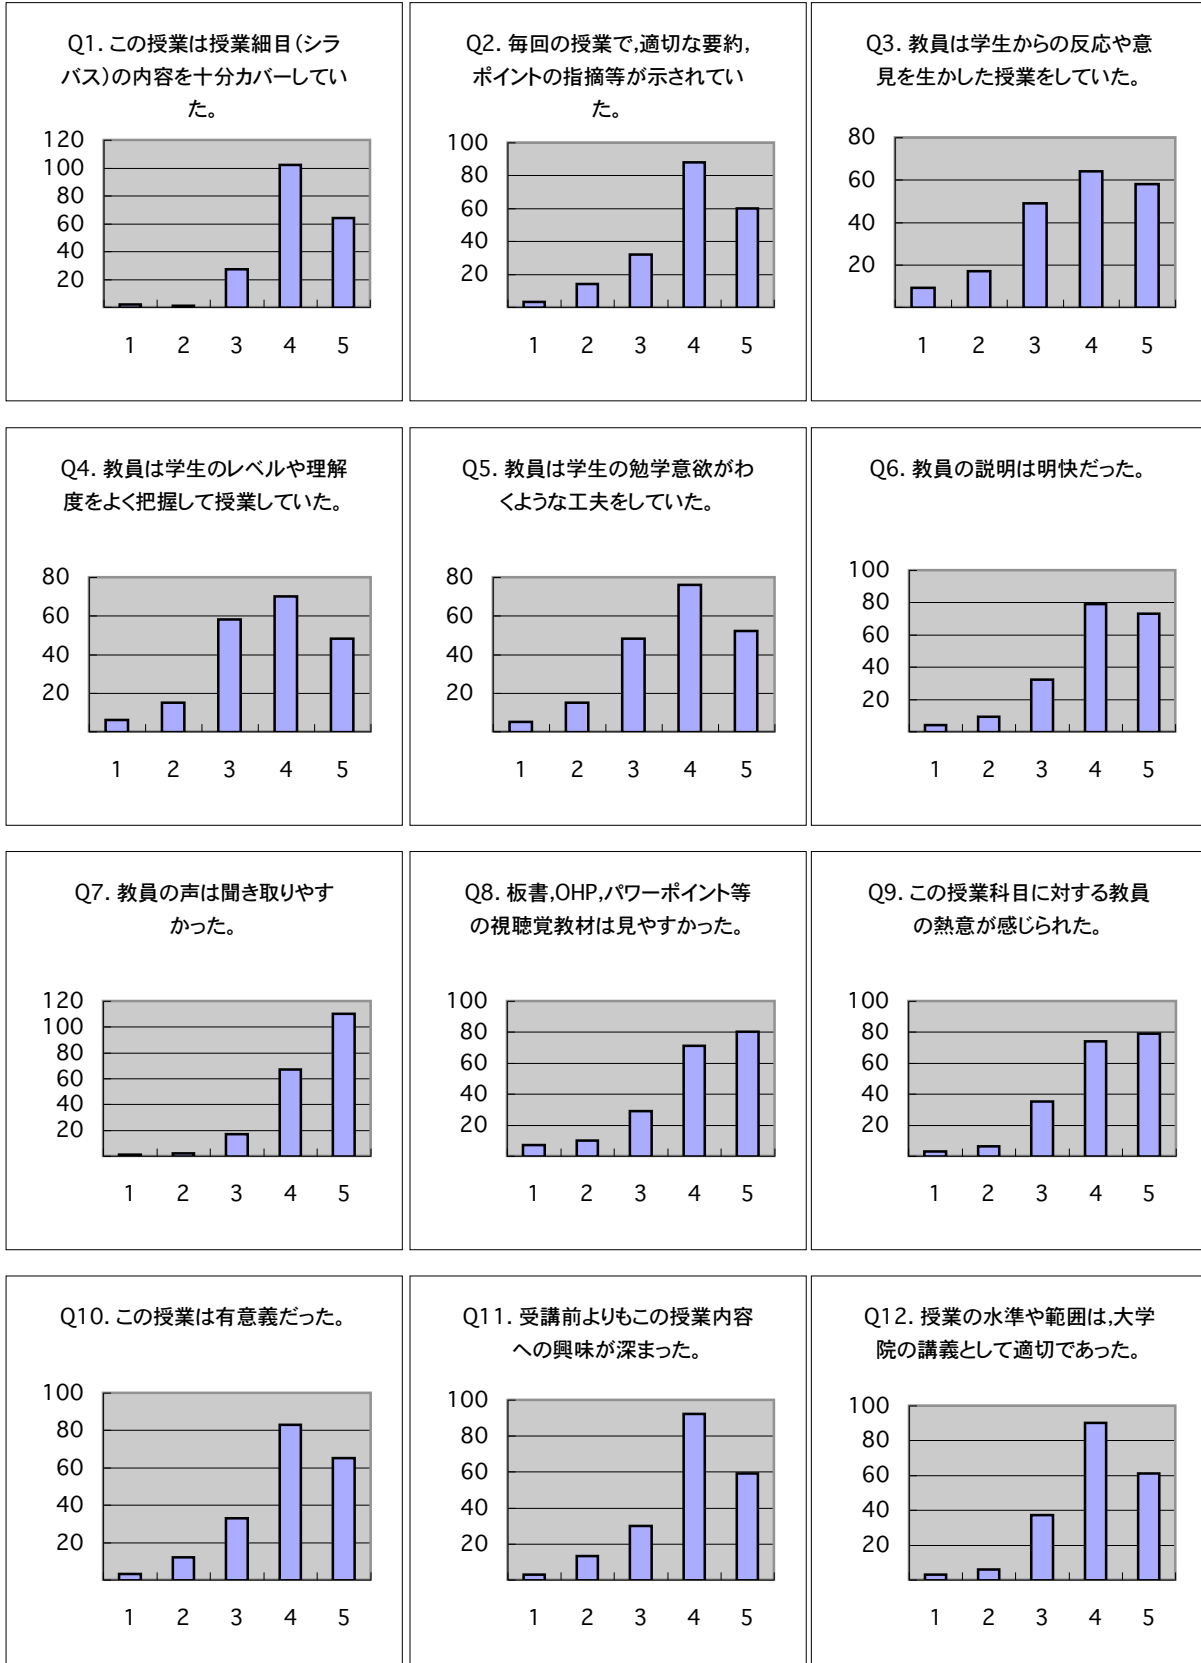 Q1. この授業は授業細目(シラ
バス)の内容を十分カバーしてい
た。
120
100
80
60
40
20
1 2 3 4 5
Q2. 毎回の授業で,適切な要約,
ポイントの指摘等が示されてい
た。
100
80
60
40
20
1 2 3 4 5
Q3. 教員は学生からの反応や意
見を生かした授業をしていた。
80
60
40
20
1 2 3 4 5
Q4. 教員は学生のレベルや理解
度をよく把握して授業していた。
80
60
40
20
1 2 3 4 5
Q5. 教員は学生の勉学意欲がわ
くような工夫をしていた。
80
60
40
20
1 2 3 4 5
Q6. 教員の説明は明快だった。
100
80
60
40
20
1 2 3 4 5
Q7. 教員の声は聞き取りやす
かった。
120
100
80
60
40
20
1 2 3 4 5
Q8. 板書,OHP,パワーポイント等
の視聴覚教材は見やすかった。
100
80
60
40
20
1 2 3 4 5
Q9. この授業科目に対する教員
の熱意が感じられた。
100
80
60
40
20
1 2 3 4 5
Q10. この授業は有意義だった。
100
80
60
40
20
1 2 3 4 5
Q11. 受講前よりもこの授業内容
への興味が深まった。
100
80
60
40
20
1 2 3 4 5
Q12. 授業の水準や範囲は,大学
院の講義として適切であった。
100
80
60
40
20
1 2 3 4 5